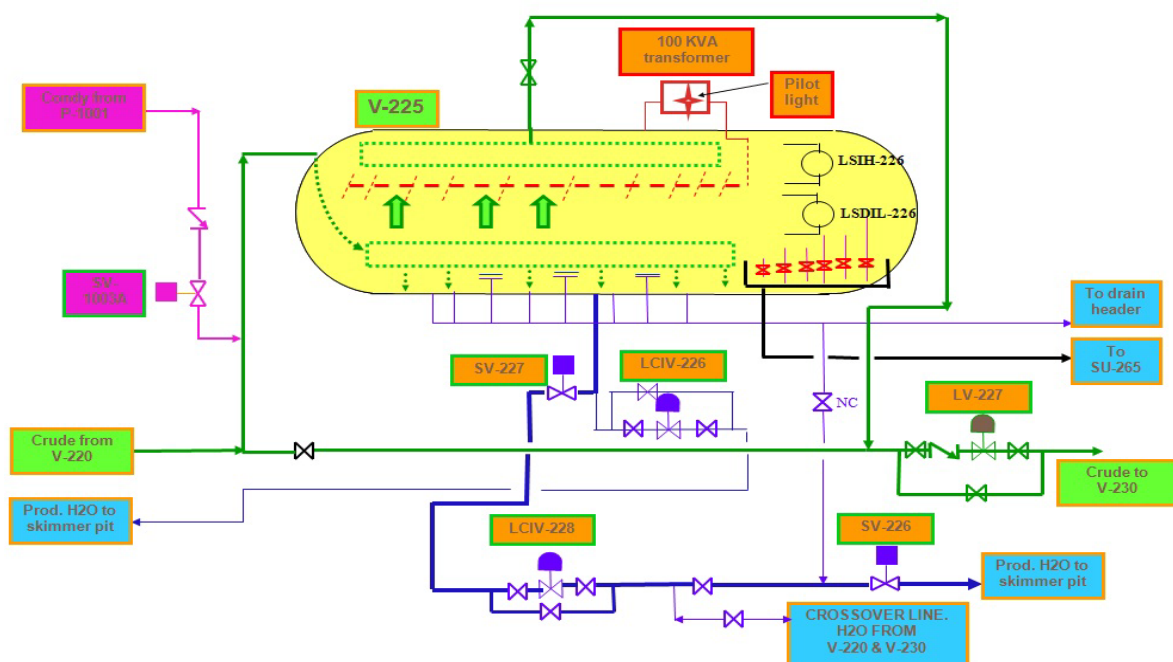 100 KVA
transformer
Pilot
light
Condy from
P-1001
V-225
LSIH-226
LSDIL-226
SV-
1003A
To drain
header
To
SU-265
SV-227
LCIV-226
NC
LV-227
Crude from
V-220
Crude to
V-230
Prod. H2O to
skimmer pit
LCIV-228
SV-226
Prod. H2O to
skimmer pit
CROSSOVER LINE.
H2O FROM
V-220 & V-230